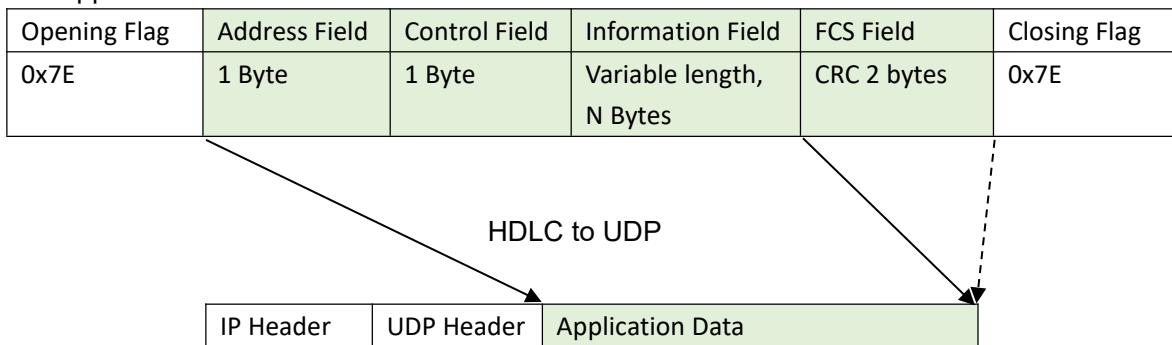 Opening Flag Address Field Control Field Information Field FCS Field Closing Flag
0x7E 1 Byte 1 Byte Variable length, CRC 2 bytes 0x7E
N Bytes
HDLC to UDP
IP Header UDP Header Application Data